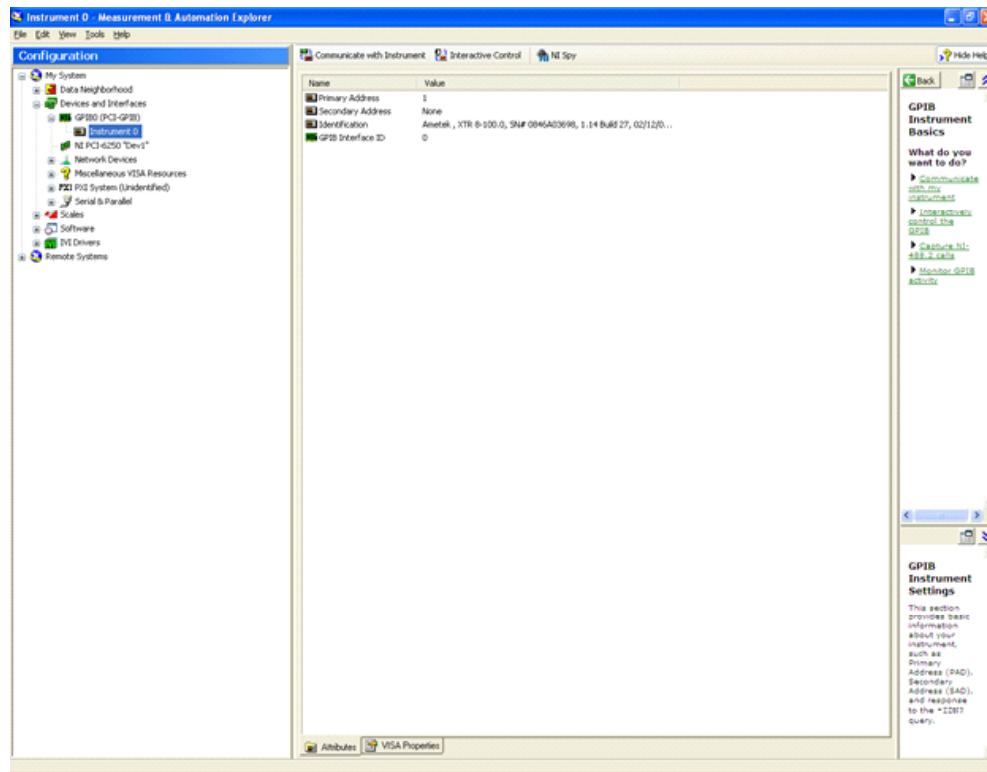 Instrument 0 - Measurement & Automation Explorer
File Edit View Tools Help
Configuration
My System
Data Neighborhood
Devices and Interfaces
GPIB0 (PCI-GPIB)
Instrument 0
NI PCI-6250 "Dev1"
Network Devices
Miscellaneous VISA Resources
PXI PXI System (Unidentified)
Serial & Parallel
Scales
Software
IVI Drivers
Remote Systems
Communicate with Instrument Interactive Control NI Spy
Hide Help
Name Value
Primary Address 1
Secondary Address None
Identification Ametek , XTR 8-100.0, SN# 0846A03698, 1.14 Build 27, 02/12/0...
GPIB Interface ID 0
Attributes VISA Properties
Back
GPIB
Instrument
Basics
What do you
want to do?
Communicate
with my
instrument
Interactively
control the
GPIB
Capture NI-
488.2 calls
Monitor GPIB
activity
GPIB
Instrument
Settings
This section
provides basic
information
about your
instrument,
such as
Primary
Address (PAD),
Secondary
Address (SAD),
and response
to the *IDN?
query.